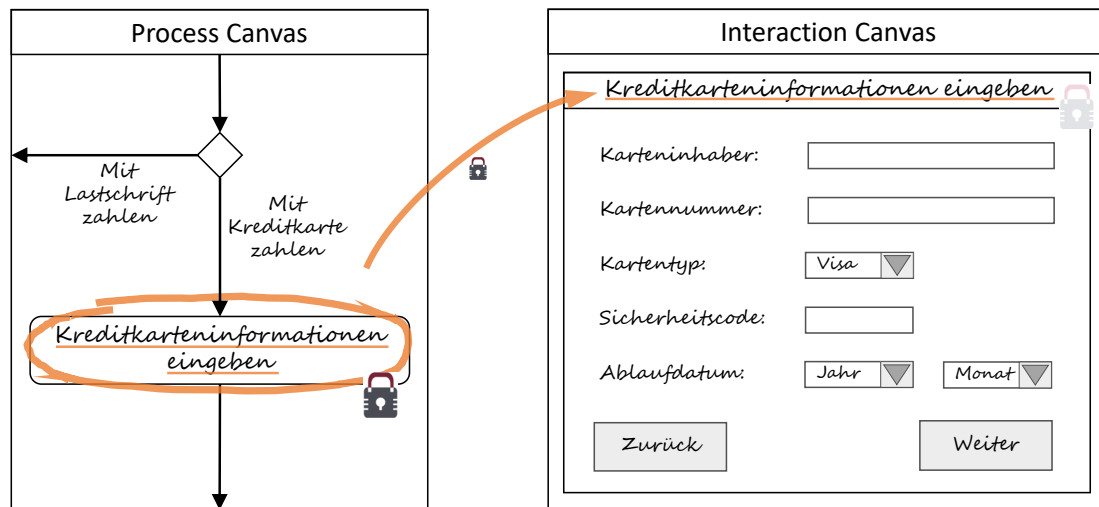 Process Canvas
Mit
Lastschrift
zahlen
Mit
Kreditkarte
zahlen
Kreditkarteninformationen
eingeben
Interaction Canvas
Kreditkarteninformationen eingeben
Karteninhaber:
Kartennummer:
Kartentyp:
Visa
Sicherheitscode:
Ablaufdatum:
Jahr
Monat
Zurück
Weiter